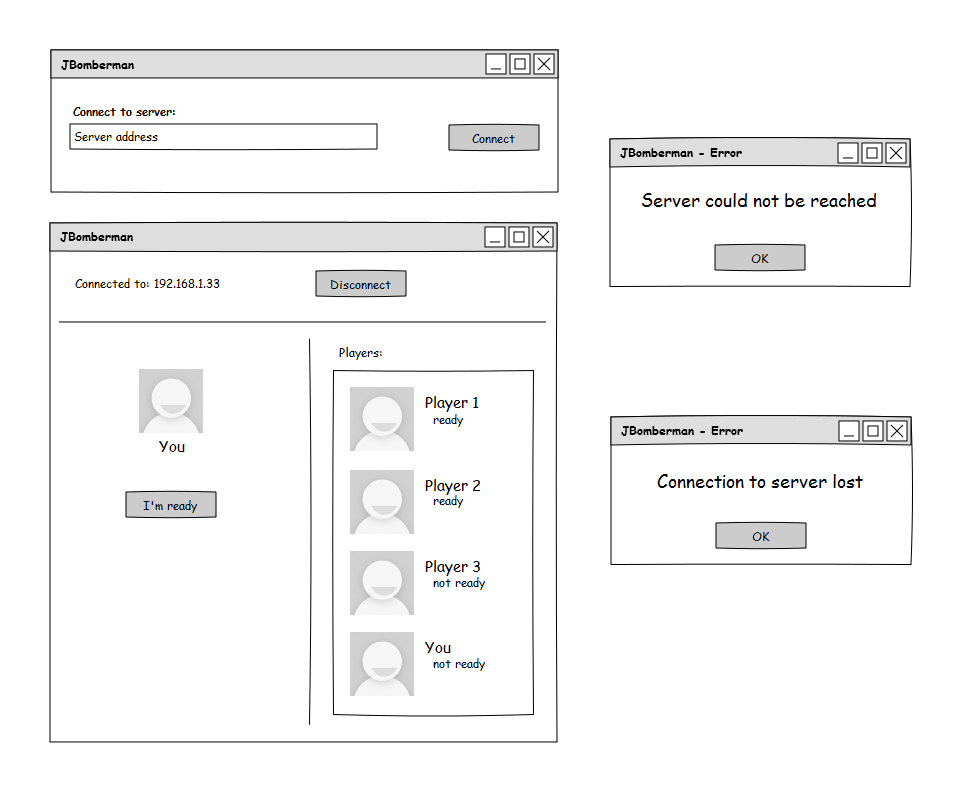 JBomberman
Connect to server:
Server address
Connect
JBomberman
Connected to: 192.168.1.33
Disconnect
You
I'm ready
Players:
Player 1
ready
Player 2
ready
Player 3
not ready
You
not ready
JBomberman - Error
Server could not be reached
OK
JBomberman - Error
Connection to server lost
OK